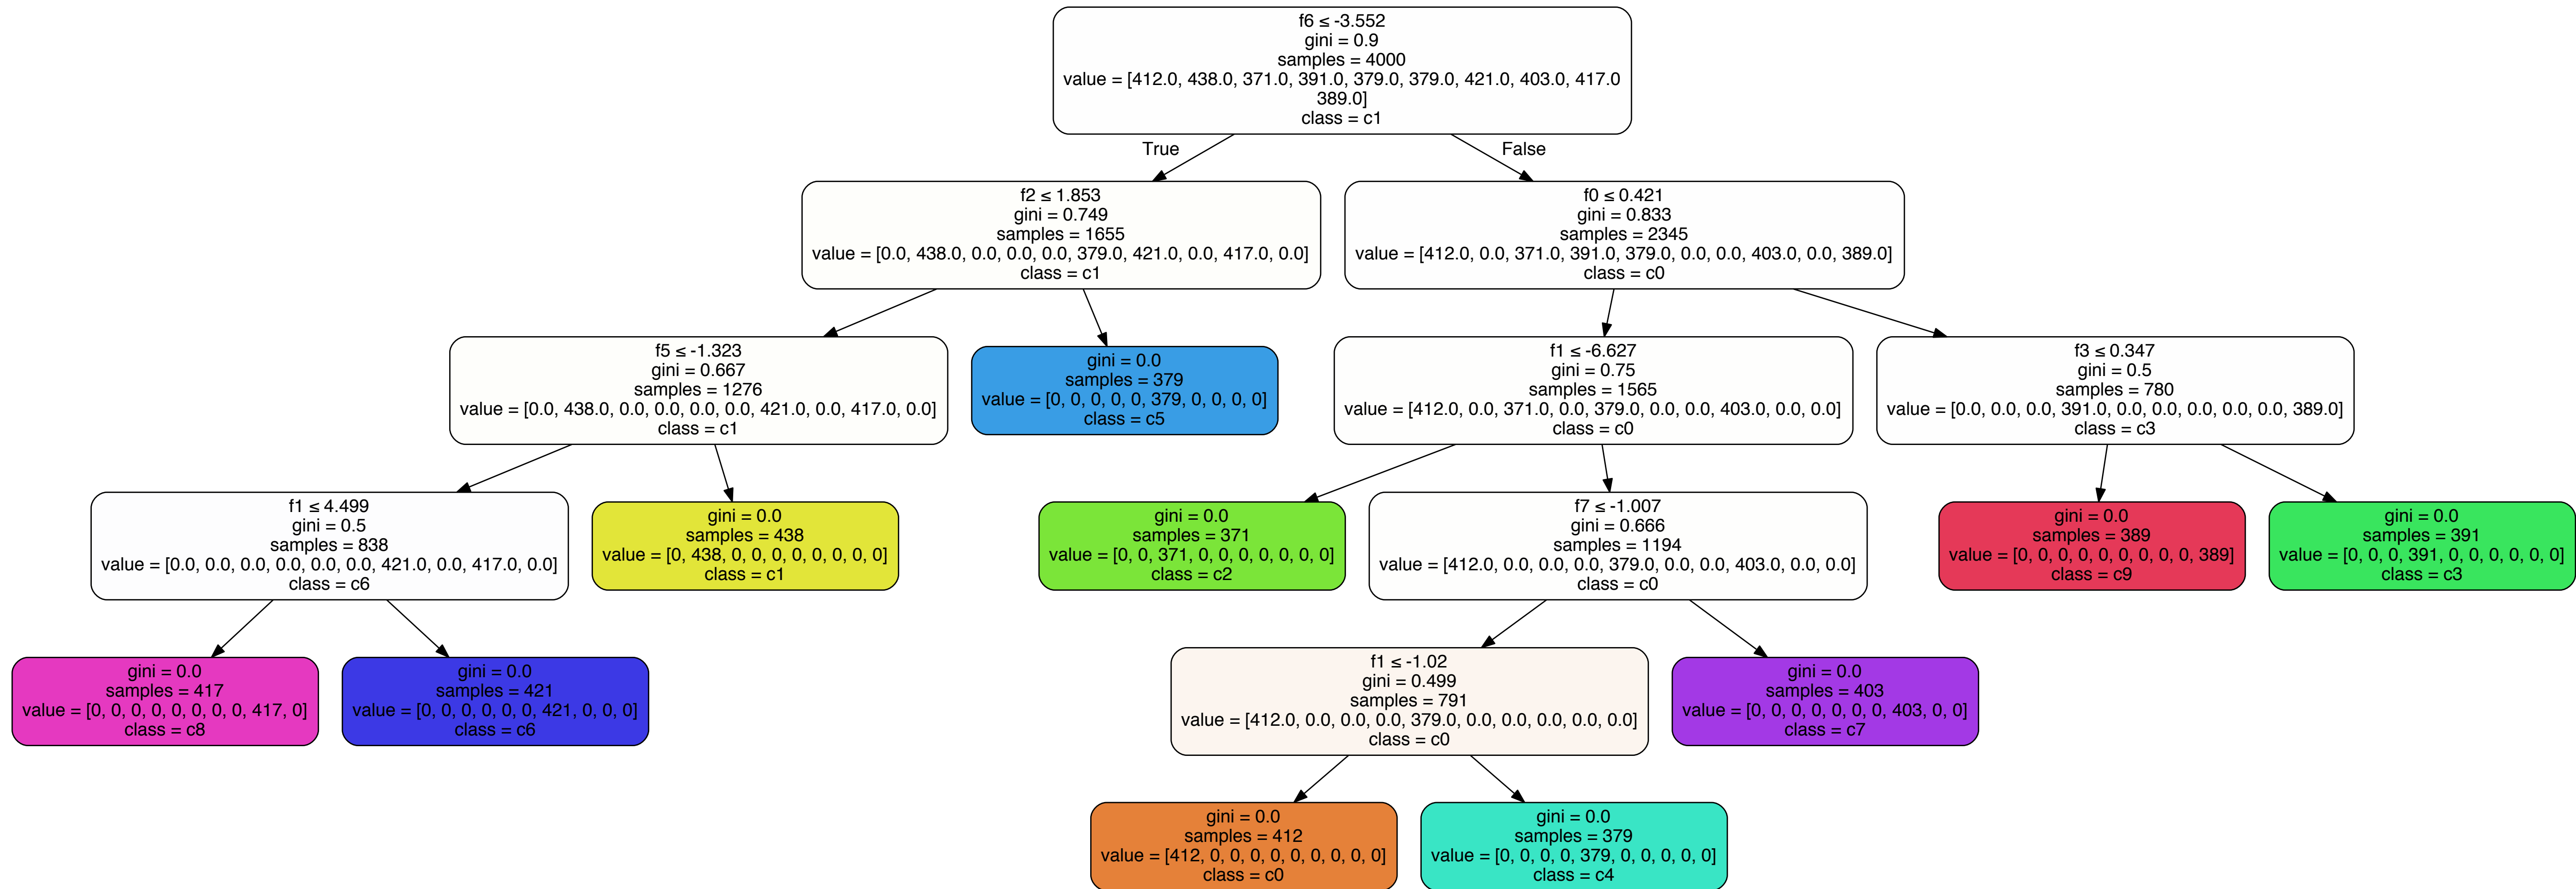 f6 ≤ -3.552
gini = 0.9
samples = 4000
value = [412.0, 438.0, 371.0, 391.0, 379.0, 379.0, 421.0, 403.0, 417.0
389.0]
class = c1
True
False
f2 ≤ 1.853
gini = 0.749
samples = 1655
value = [0.0, 438.0, 0.0, 0.0, 0.0, 379.0, 421.0, 0.0, 417.0, 0.0]
class = c1
f0 ≤ 0.421
gini = 0.833
samples = 2345
value = [412.0, 0.0, 371.0, 391.0, 379.0, 0.0, 0.0, 403.0, 0.0, 389.0]
class = c0
f5 ≤ -1.323
gini = 0.667
samples = 1276
value = [0.0, 438.0, 0.0, 0.0, 0.0, 0.0, 421.0, 0.0, 417.0, 0.0]
class = c1
gini = 0.0
samples = 379
value = [0, 0, 0, 0, 0, 379, 0, 0, 0, 0]
class = c5
f1 ≤ -6.627
gini = 0.75
samples = 1565
value = [412.0, 0.0, 371.0, 0.0, 379.0, 0.0, 0.0, 403.0, 0.0, 0.0]
class = c0
f3 ≤ 0.347
gini = 0.5
samples = 780
value = [0.0, 0.0, 0.0, 391.0, 0.0, 0.0, 0.0, 0.0, 0.0, 389.0]
class = c3
f1 ≤ 4.499
gini = 0.5
samples = 838
value = [0.0, 0.0, 0.0, 0.0, 0.0, 0.0, 421.0, 0.0, 417.0, 0.0]
class = c6
gini = 0.0
samples = 438
value = [0, 438, 0, 0, 0, 0, 0, 0, 0, 0]
class = c1
gini = 0.0
samples = 371
value = [0, 0, 371, 0, 0, 0, 0, 0, 0, 0]
class = c2
f7 ≤ -1.007
gini = 0.666
samples = 1194
value = [412.0, 0.0, 0.0, 0.0, 379.0, 0.0, 0.0, 403.0, 0.0, 0.0]
class = c0
gini = 0.0
samples = 389
value = [0, 0, 0, 0, 0, 0, 0, 0, 0, 389]
class = c9
gini = 0.0
samples = 391
value = [0, 0, 0, 391, 0, 0, 0, 0, 0, 0]
class = c3
gini = 0.0
samples = 417
value = [0, 0, 0, 0, 0, 0, 0, 0, 417, 0]
class = c8
gini = 0.0
samples = 421
value = [0, 0, 0, 0, 0, 0, 421, 0, 0, 0]
class = c6
f1 ≤ -1.02
gini = 0.499
samples = 791
value = [412.0, 0.0, 0.0, 0.0, 379.0, 0.0, 0.0, 0.0, 0.0, 0.0]
class = c0
gini = 0.0
samples = 403
value = [0, 0, 0, 0, 0, 0, 0, 403, 0, 0]
class = c7
gini = 0.0
samples = 412
value = [412, 0, 0, 0, 0, 0, 0, 0, 0, 0]
class = c0
gini = 0.0
samples = 379
value = [0, 0, 0, 0, 379, 0, 0, 0, 0, 0]
class = c4